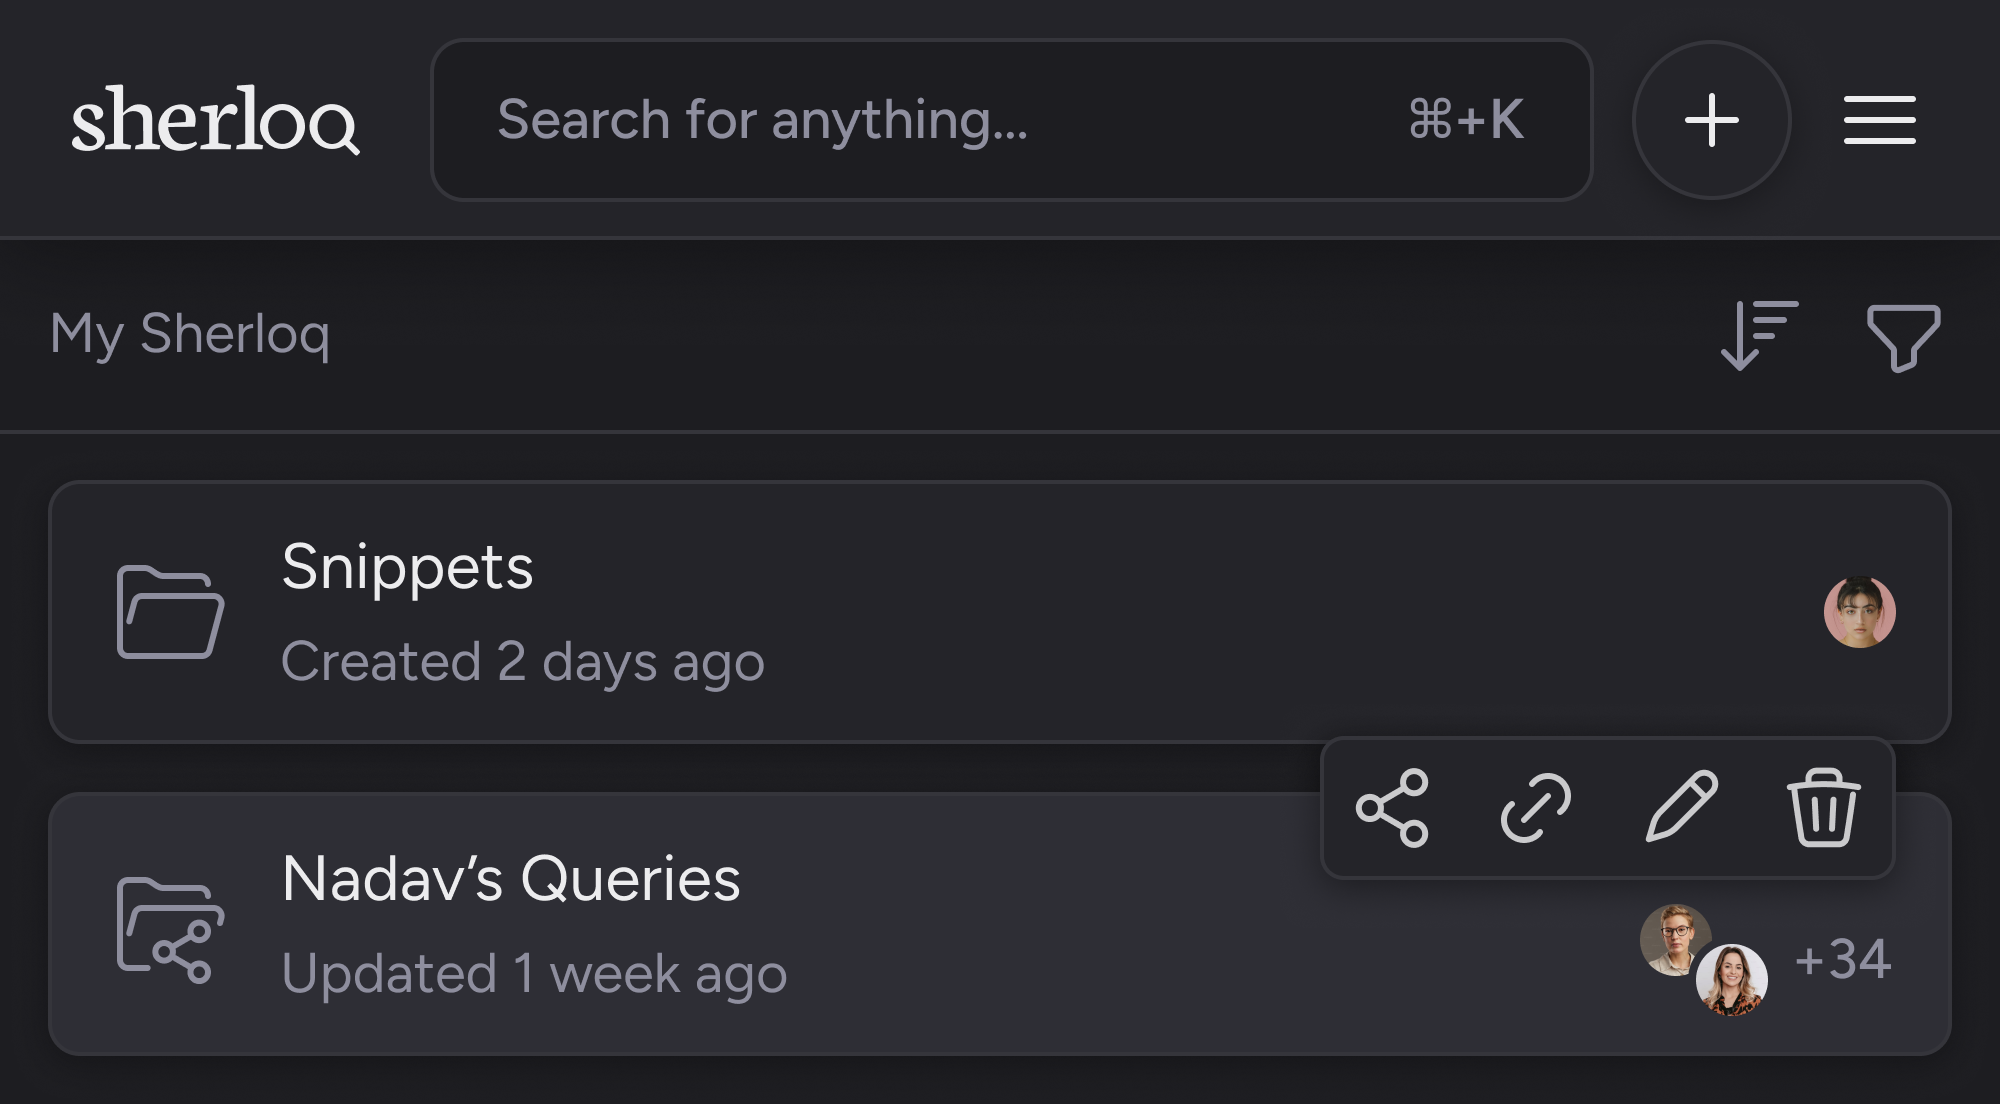 sherloq
Search for anything...
⌘+K
My Sherloq
Snippets
Created 2 days ago
Nadav’s Queries
Updated 1 week ago
+34